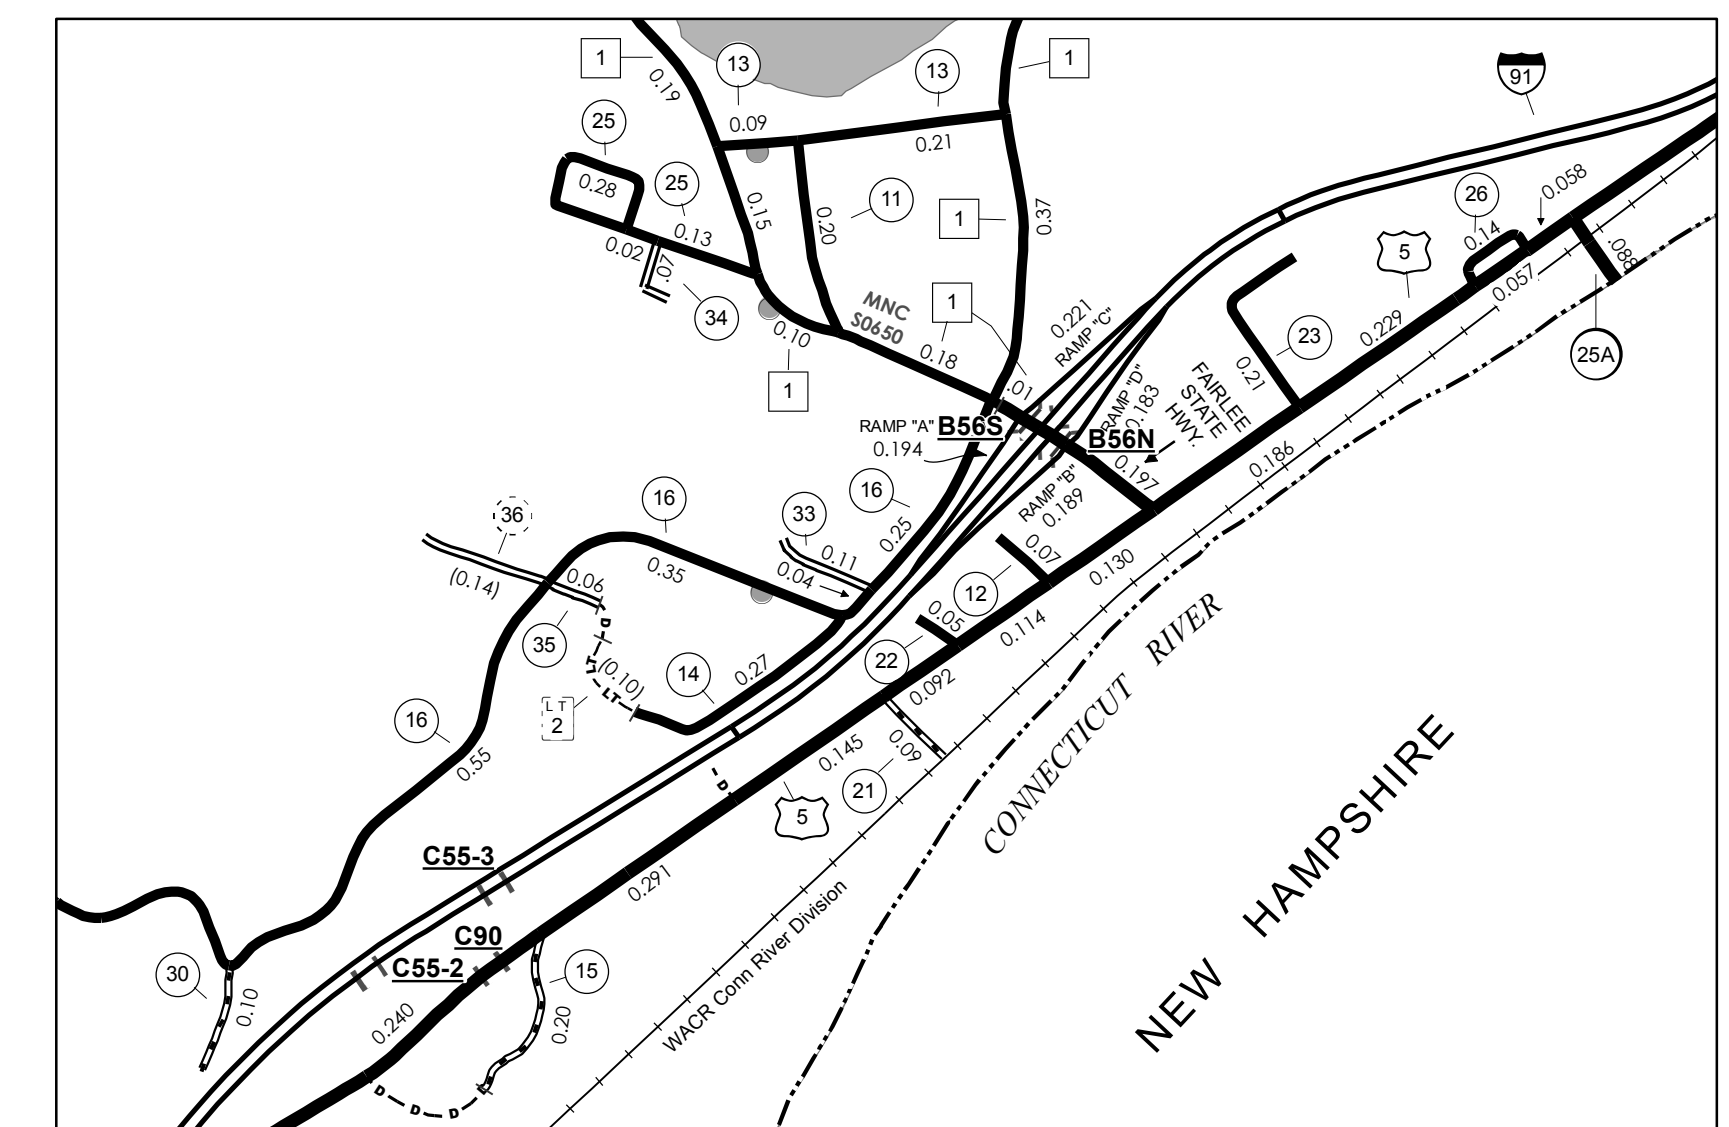 1
13
13
1
91
0.19
0.09
0.21
25
25
0.28
0.13
0.02
.07
34
0.15
0.20
11
1
0.37
1
MNC
S0650
0.10
1
0.18
.01
0.221
RAMP "C"
RAMP "D"
0.183
FAIRLEE
STATE
HWY.
0.21
23
5
0.229
26
0.14
0.058
0.057
.088
25A
RAMP "A"
0.194
B56S
B56N
0.197
0.186
RAMP "B"
0.189
16
0.25
33
0.11
0.04
16
0.35
36
(0.14)
0.06
35
D
LT
(0.10)
LT
L T
2
14
0.27
12
0.07
0.130
22
0.05
0.114
0.092
0.09
21
0.145
5
D
16
0.55
C55-3
0.291
C90
C55-2
0.240
15
0.20
30
0.10
D
D
D
WACR Conn River Division
CONNECTICUT RIVER
NEW HAMPSHIRE